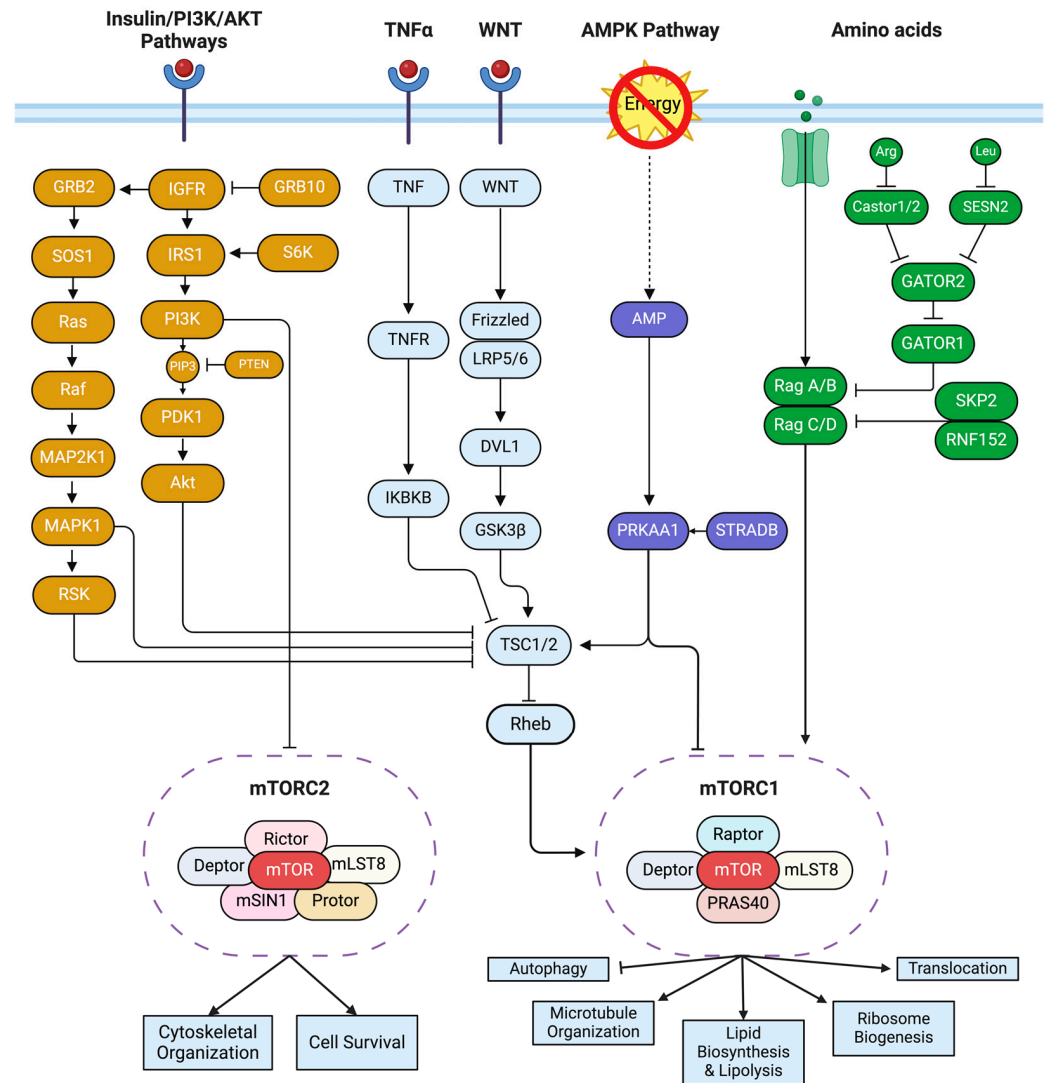 Insulin/PI3K/AKT
Pathways
TNFα
WNT
AMPK Pathway
Amino acids
Energy
Arg
Leu
GRB2
IGFR
GRB10
TNF
WNT
Castor1/2
SESN2
SOS1
IRS1
S6K
GATOR2
Ras
PI3K
Frizzled
AMP
TNFR
GATOR1
LRP5/6
PIP3
PTEN
Raf
Rag A/B
SKP2
PDK1
Rag C/D
RNF152
MAP2K1
DVL1
Akt
IKBKB
MAPK1
GSK3β
PRKAA1
STRADB
RSK
TSC1/2
Rheb
mTORC2
mTORC1
Rictor
Raptor
Deptor
mTOR
mLST8
Deptor
mTOR
mLST8
mSIN1
Protor
PRAS40
Autophagy
Translocation
Cytoskeletal
Organization
Cell Survival
Microtubule
Organization
Lipid
Biosynthesis
& Lipolysis
Ribosome
Biogenesis